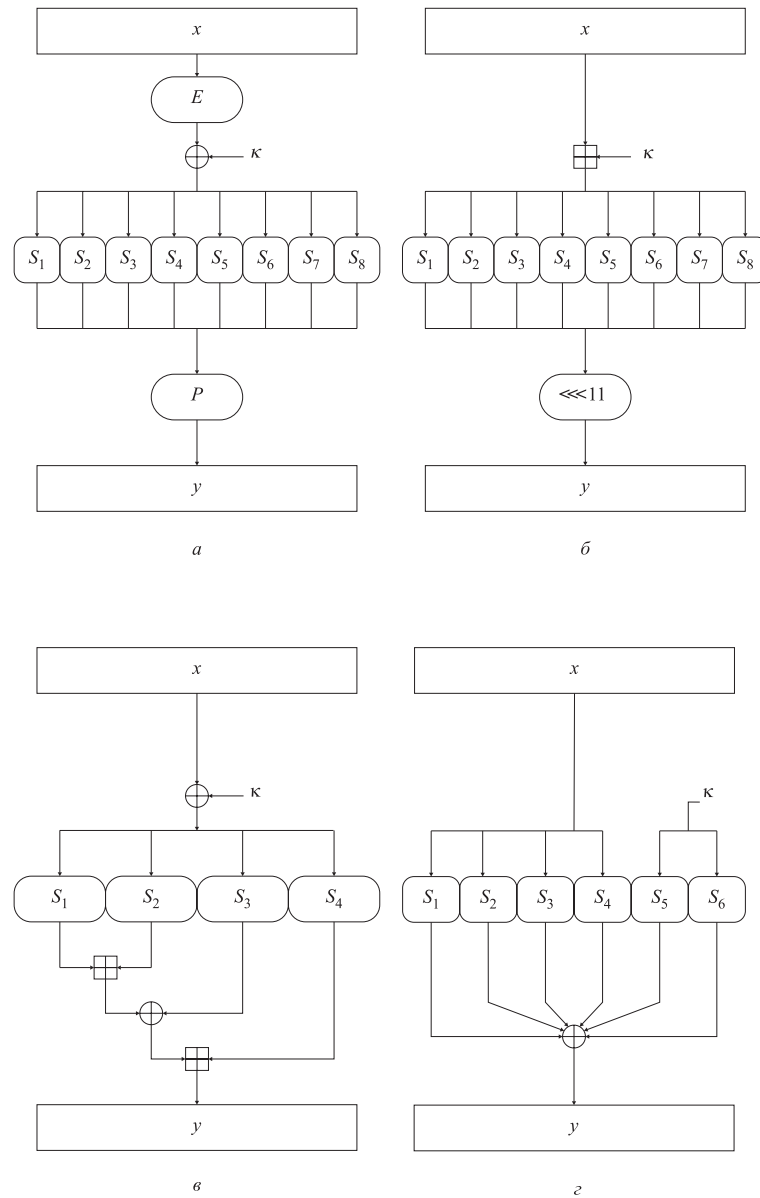 x x
E
κ κ
S1 S2 S3 S4 S5 S6 S7 S8 S1 S2 S3 S4 S5 S6 S7 S8
P <<<11
y y
а б
x x
κ κ
S1 S2 S3 S4 S1 S2 S3 S4 S5 S6
y y
в г